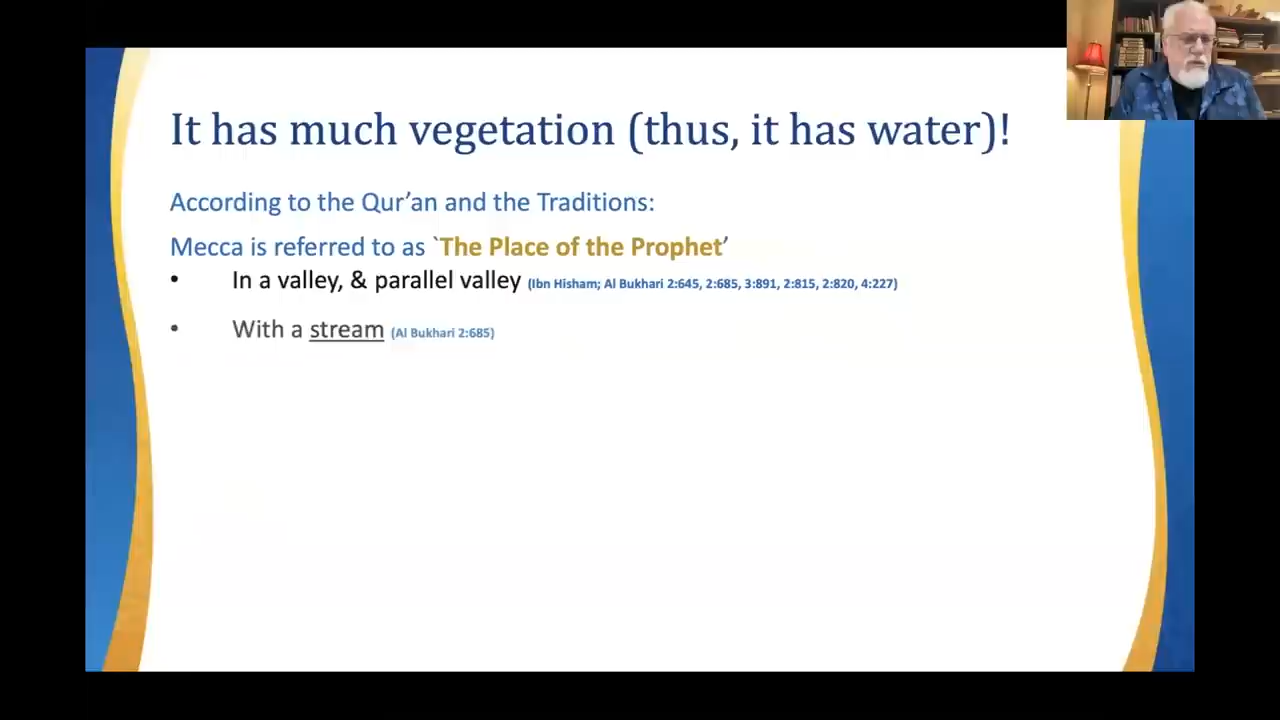 It has much vegetation (thus, it has water)!
According to the Qur’an and the Traditions:
Mecca is referred to as `The Place of the Prophet’
• In a valley, & parallel valley (Ibn Hisham; Al Bukhari 2:645, 2:685, 3:891, 2:815, 2:820, 4:227)
• With a stream (Al Bukhari 2:685)